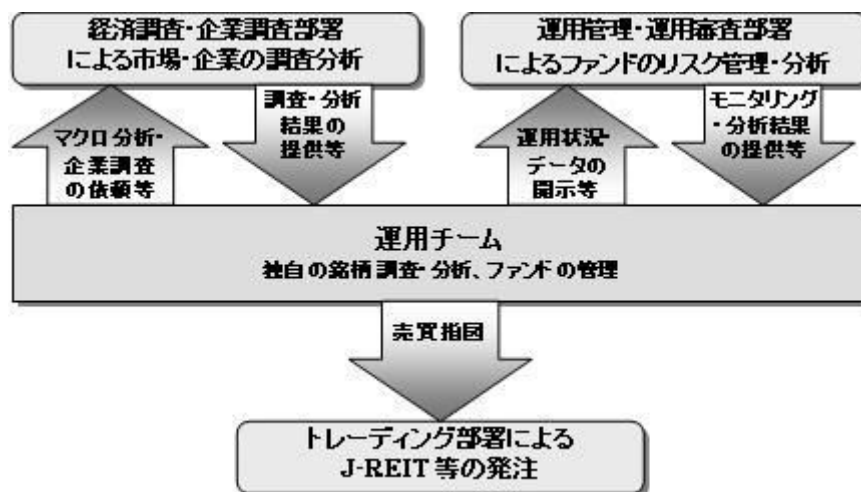 経済調査・企業調査部署
による市場・企業の調査分析
運用管理・運用審査部署
によるファンドのリスク管理・分析
マクロ分析・
企業調査
の依頼等
調査・分析
結果の
提供等
運用状況・
データの
開示等
モニタリング
・分析結果
の提供等
運用チーム
独自の銘柄調査・分析、ファンドの管理
売買指図
トレーディング部署による
J-REIT等の発注